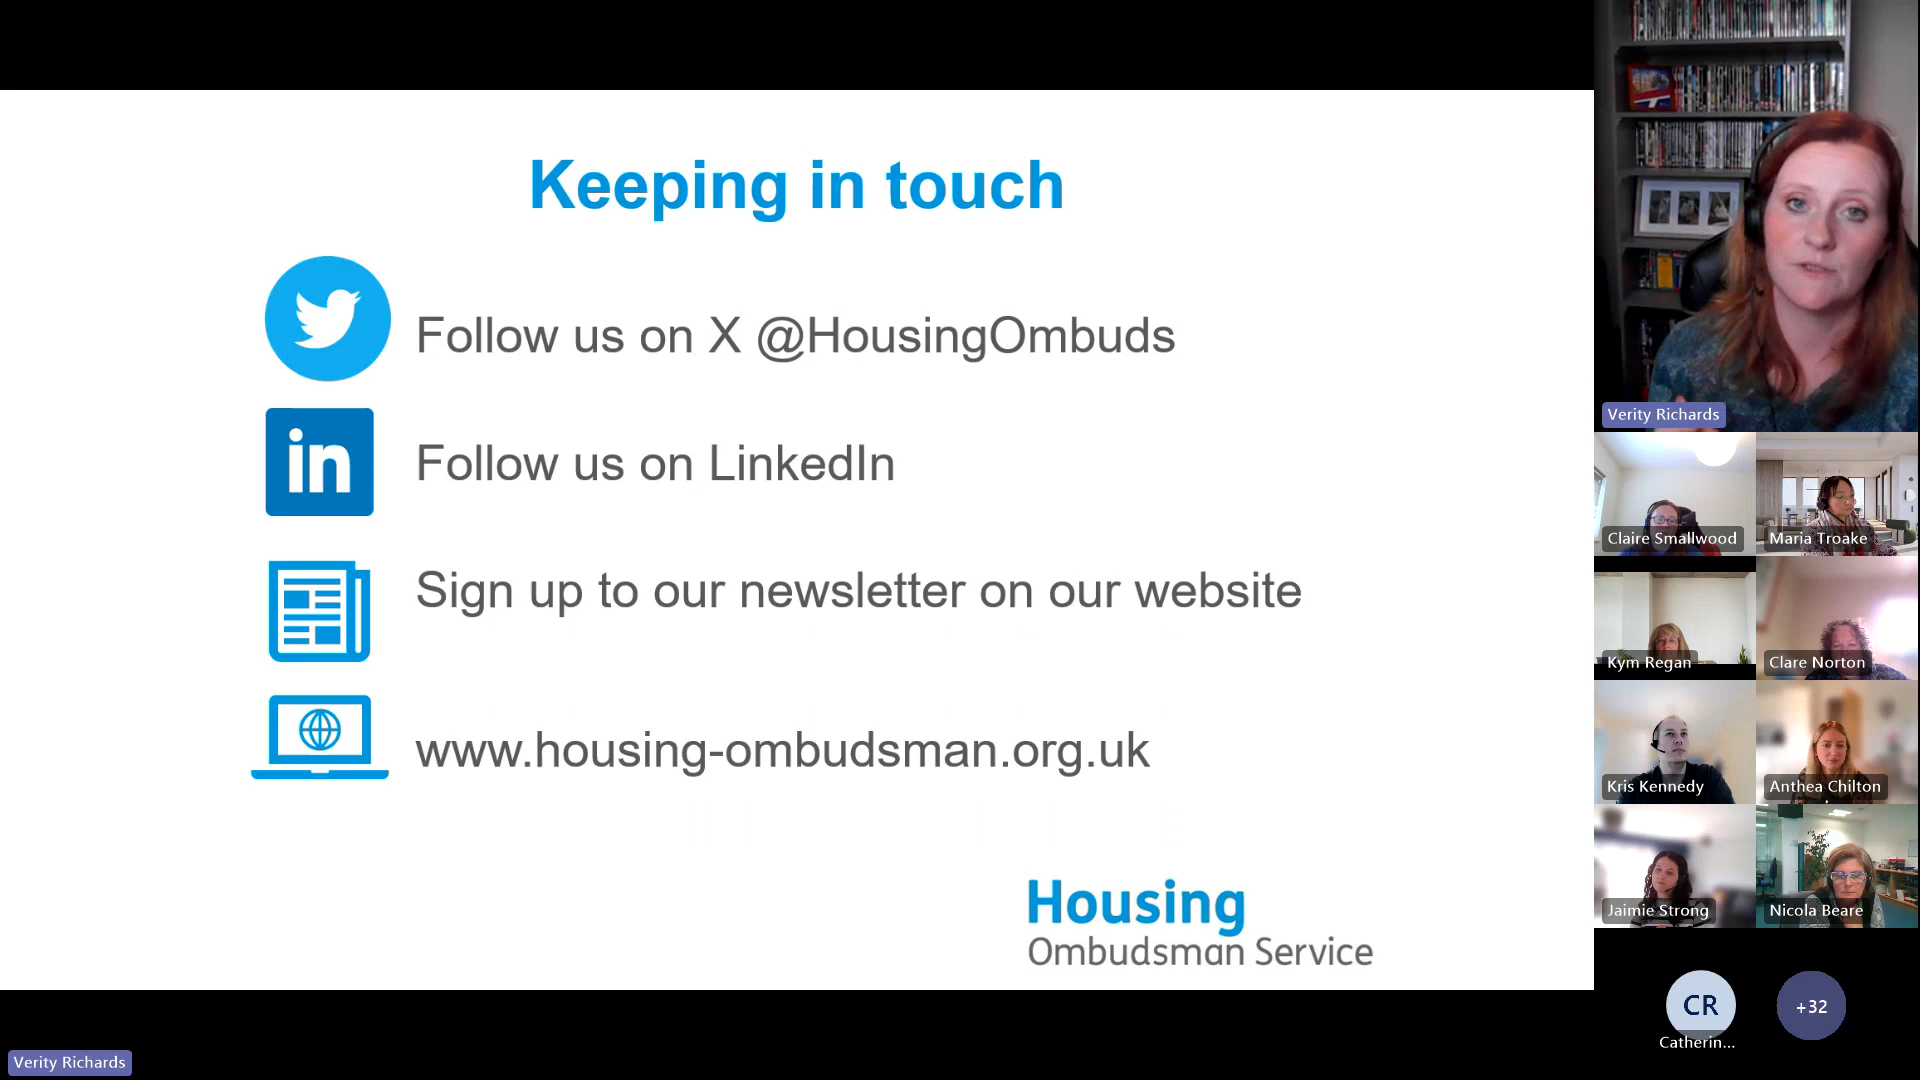 Keeping in touch
Follow us on X @HousingOmbuds
in
Follow us on LinkedIn
Sign up to our newsletter on our website
www.housing-ombudsman.org.uk
Housing
Ombudsman Service
Verity Richards
Claire Smallwood
Maria Troake
Kym Regan
Clare Norton
Kris Kennedy
Anthea Chilton
Jaimie Strong
Nicola Beare
CR
+32
Catherin...
Verity Richards